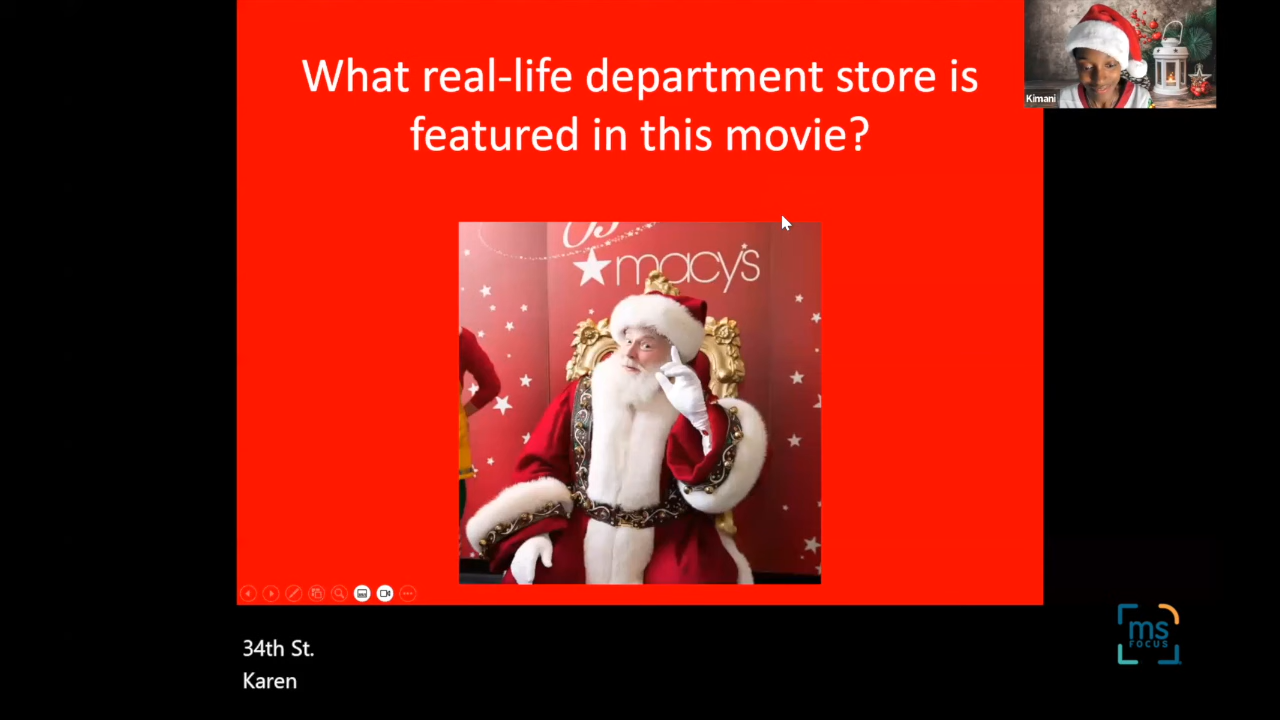 What real-life department store is
featured in this movie?
Kimani
macy's
34th St.
Karen
ms
FOCUS